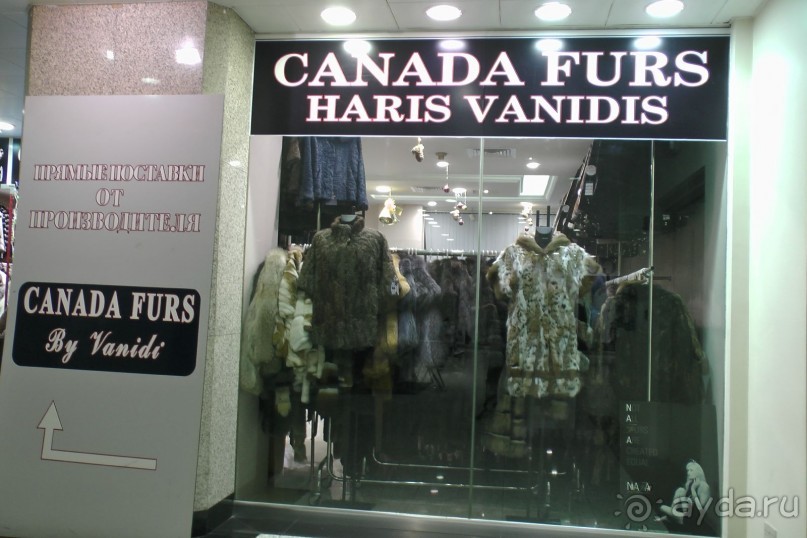 CANADA FURS
HARIS VANIDIS
ПРЯМЫЕ ПОСТАВКИ
ОТ
ПРОИЗВОДИТЕЛЯ
CANADA FURS
By Vanidi
N
A
A
ayda.ru